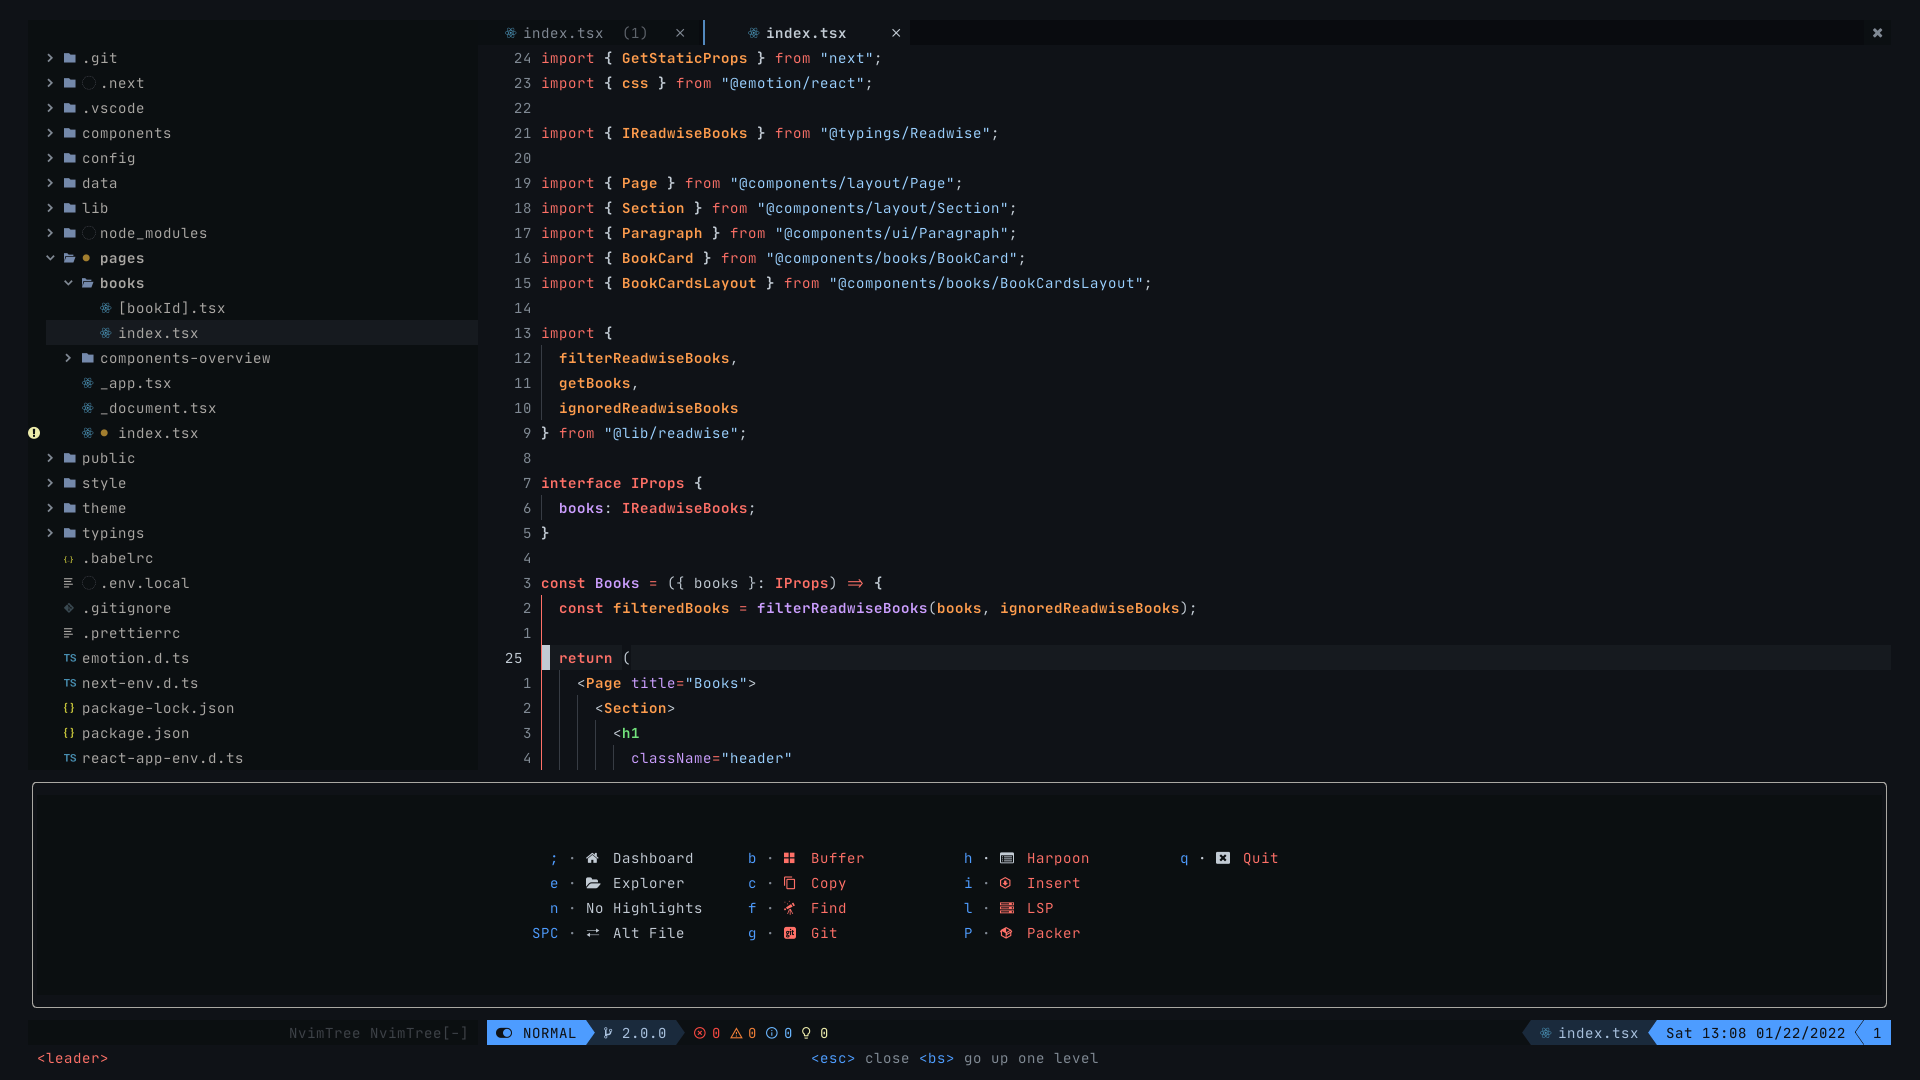 index.tsx (1) index.tsx
.git
.next
.vscode
components
config
data
lib
node_modules
pages
books
[bookId].tsx
index.tsx
components-overview
_app.tsx
_document.tsx
index.tsx
public
style
theme
typings
{.} .babelrc
.env.local
.gitignore
.prettierrc
TS emotion.d.ts
TS next-env.d.ts
{} package-lock.json
{} package.json
TS react-app-env.d.ts
24 import { GetStaticProps } from "next";
23 import { css } from "@emotion/react";
22
21 import { IReadwiseBooks } from "@typings/Readwise";
20
19 import { Page } from "@components/layout/Page";
18 import { Section } from "@components/layout/Section";
17 import { Paragraph } from "@components/ui/Paragraph";
16 import { BookCard } from "@components/books/BookCard";
15 import { BookCardsLayout } from "@components/books/BookCardsLayout";
14
13 import {
12 filterReadwiseBooks,
11 getBooks,
10 ignoredReadwiseBooks
9 } from "@lib/readwise";
8
7 interface IProps {
6 books: IReadwiseBooks;
5 }
4
3 const Books = ({ books }: IProps) => {
2 const filteredBooks = filterReadwiseBooks(books, ignoredReadwiseBooks);
1
25 return (
1 <Page title="Books">
2 <Section>
3 <h1
4 className="header"
; · Dashboard b · Buffer h · Harpoon q · Quit
e · Explorer c · Copy i · Insert
n · No Highlights f · Find l · LSP
SPC · Alt File g · git Git P · Packer
NvimTree NvimTree[-] NORMAL 2.0.0 0 0 0 0 index.tsx Sat 13:08 01/22/2022 1
<leader> <esc> close <bs> go up one level